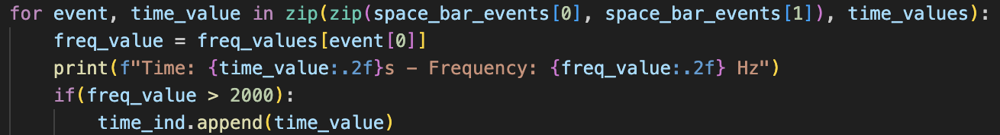 for event, time_value in zip(zip(space_bar_events[0], space_bar_events[1]), time_values):
    freq_value = freq_values[event[0]]
    print(f"Time: {time_value:.2f}s - Frequency: {freq_value:.2f} Hz")
    if(freq_value > 2000):
        time_ind.append(time_value)